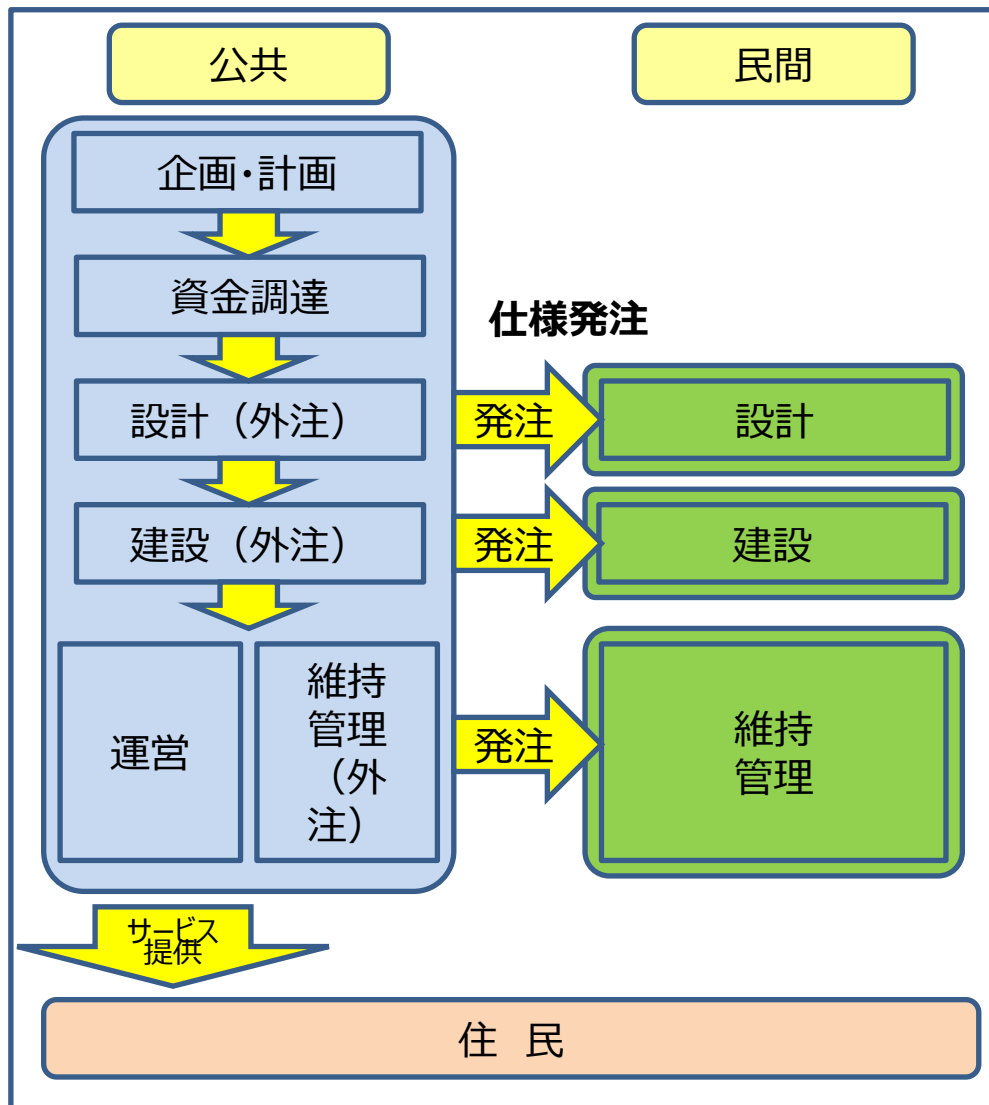 公共
民間
企画・計画
資金調達
仕様発注
設計（外注）
発注
設計
建設（外注）
発注
建設
運営
維持
管理
（外
注）
発注
維持
管理
サービス
提供
住 民